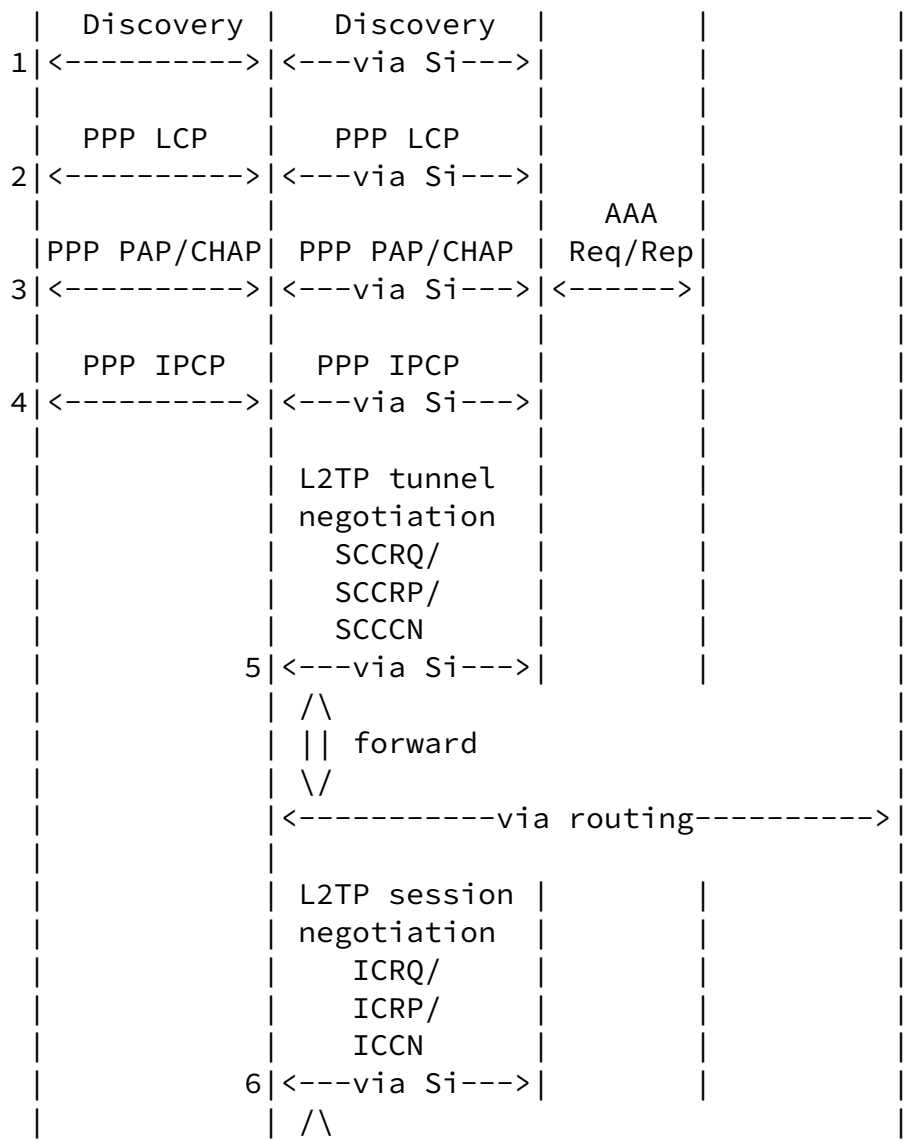 |  Discovery |   Discovery   |        |          |
1|<---------->|<---via Si--->|        |          |
 |            |              |        |          |
 |  PPP LCP   |   PPP LCP    |        |          |
2|<---------->|<---via Si--->|        |          |
 |            |              |   AAA  |          |
 |PPP PAP/CHAP| PPP PAP/CHAP | Req/Rep|          |
3|<---------->|<---via Si--->|<------>|          |
 |            |              |        |          |
 |  PPP IPCP  |  PPP IPCP    |        |          |
4|<---------->|<---via Si--->|        |          |
 |            |              |        |          |
 |            | L2TP tunnel  |        |          |
 |            | negotiation  |        |          |
 |            |   SCCRQ/     |        |          |
 |            |   SCCRP/     |        |          |
 |            |   SCCCN      |        |          |
 |           5|<---via Si--->|        |          |
 |            | /\                               |
 |            | || forward                       |
 |            | \/                               |
 |            |<-----------via routing---------->|
 |            |                                  |
 |            | L2TP session |        |          |
 |            | negotiation  |        |          |
 |            |    ICRQ/     |        |          |
 |            |    ICRP/     |        |          |
 |            |    ICCN      |        |          |
 |           6|<---via Si--->|        |          |
 |            | /\                               |